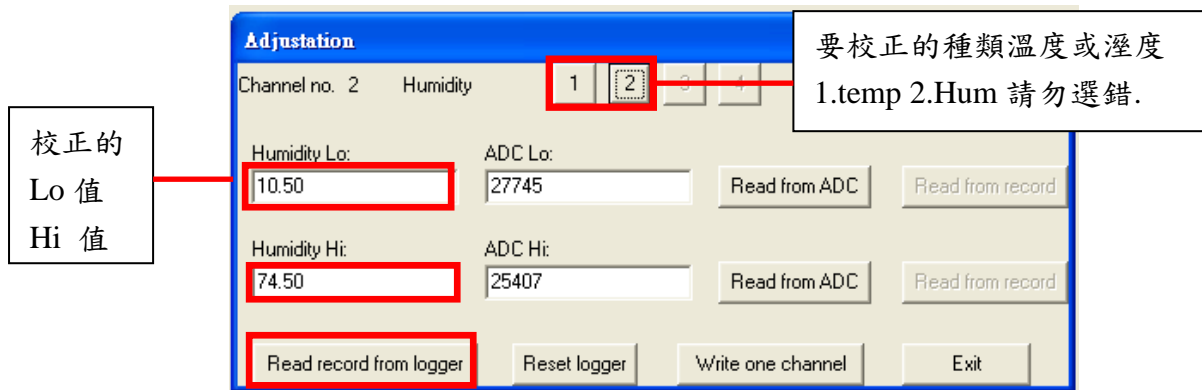 Adjustation
Channel no. 2 Humidity 1 2 3 4
要校正的種類溫度或溼度
1.temp 2.Hum 請勿選錯.
校正的
Lo 值
Hi 值
Humidity Lo: ADC Lo:
10.50 27745 Read from ADC Read from record
Humidity Hi: ADC Hi:
74.50 25407 Read from ADC Read from record
Read record from logger Reset logger Write one channel Exit